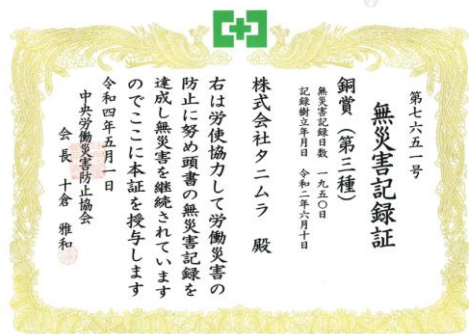 第七六五一号
無災害記録証
銅賞（第三種）
無災害記録日数　一九五〇日
記録樹立年月日　令和二年六月十日
株式会社タニムラ　殿
右は労使協力して労働災害の
防止に努め頭書の無災害記録を
達成し無災害を継続されています
のでここに本証を授与します
令和四年五月一日
中央労働災害防止協会
会長　十倉　雅和